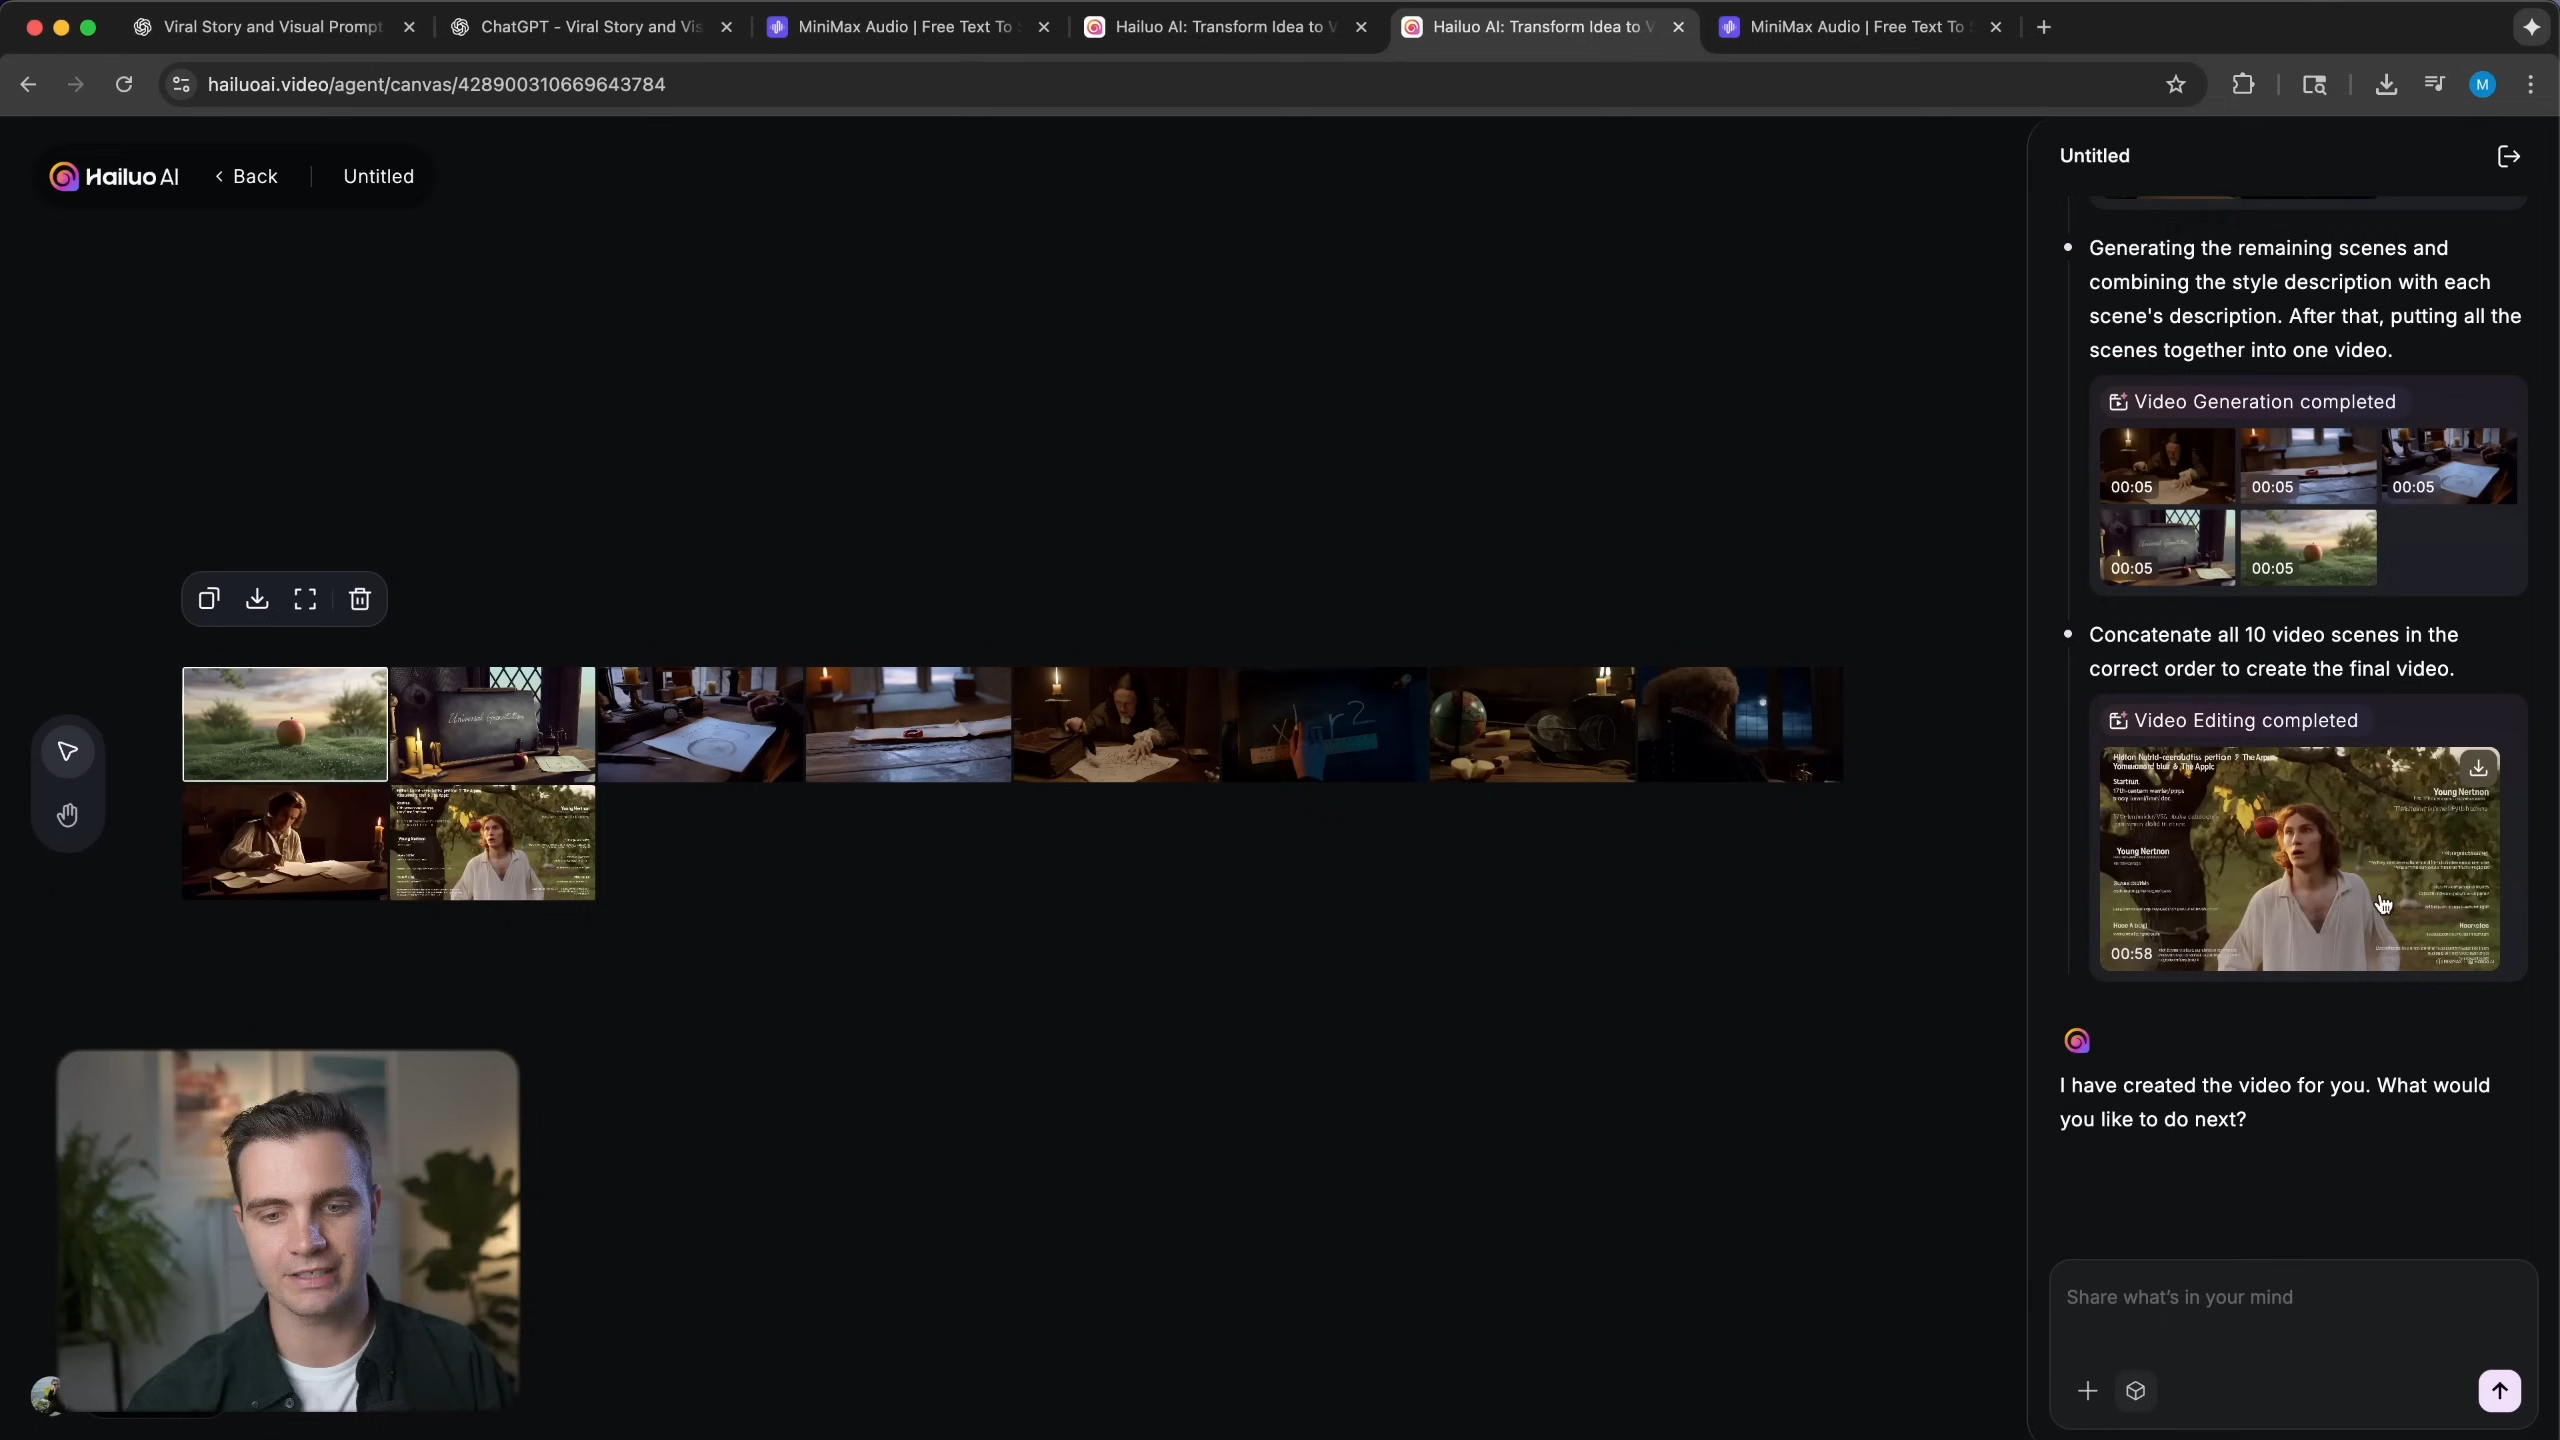 Viral Story and Visual Prompt
ChatGPT - Viral Story and Vis
MiniMax Audio | Free Text To
Hailuo AI: Transform Idea to V
Hailuo AI: Transform Idea to V
MiniMax Audio | Free Text To
hailuoai.video/agent/canvas/428900310669643784
M
Hailuo AI
Back
Untitled
Universal Gravitation
Untitled
Generating the remaining scenes and
combining the style description with each
scene's description. After that, putting all the
scenes together into one video.
Video Generation completed
00:05
00:05
00:05
00:05
00:05
Concatenate all 10 video scenes in the
correct order to create the final video.
Video Editing completed
Young Nertnon
Young Nertnon
00:58
I have created the video for you. What would
you like to do next?
Share what's in your mind